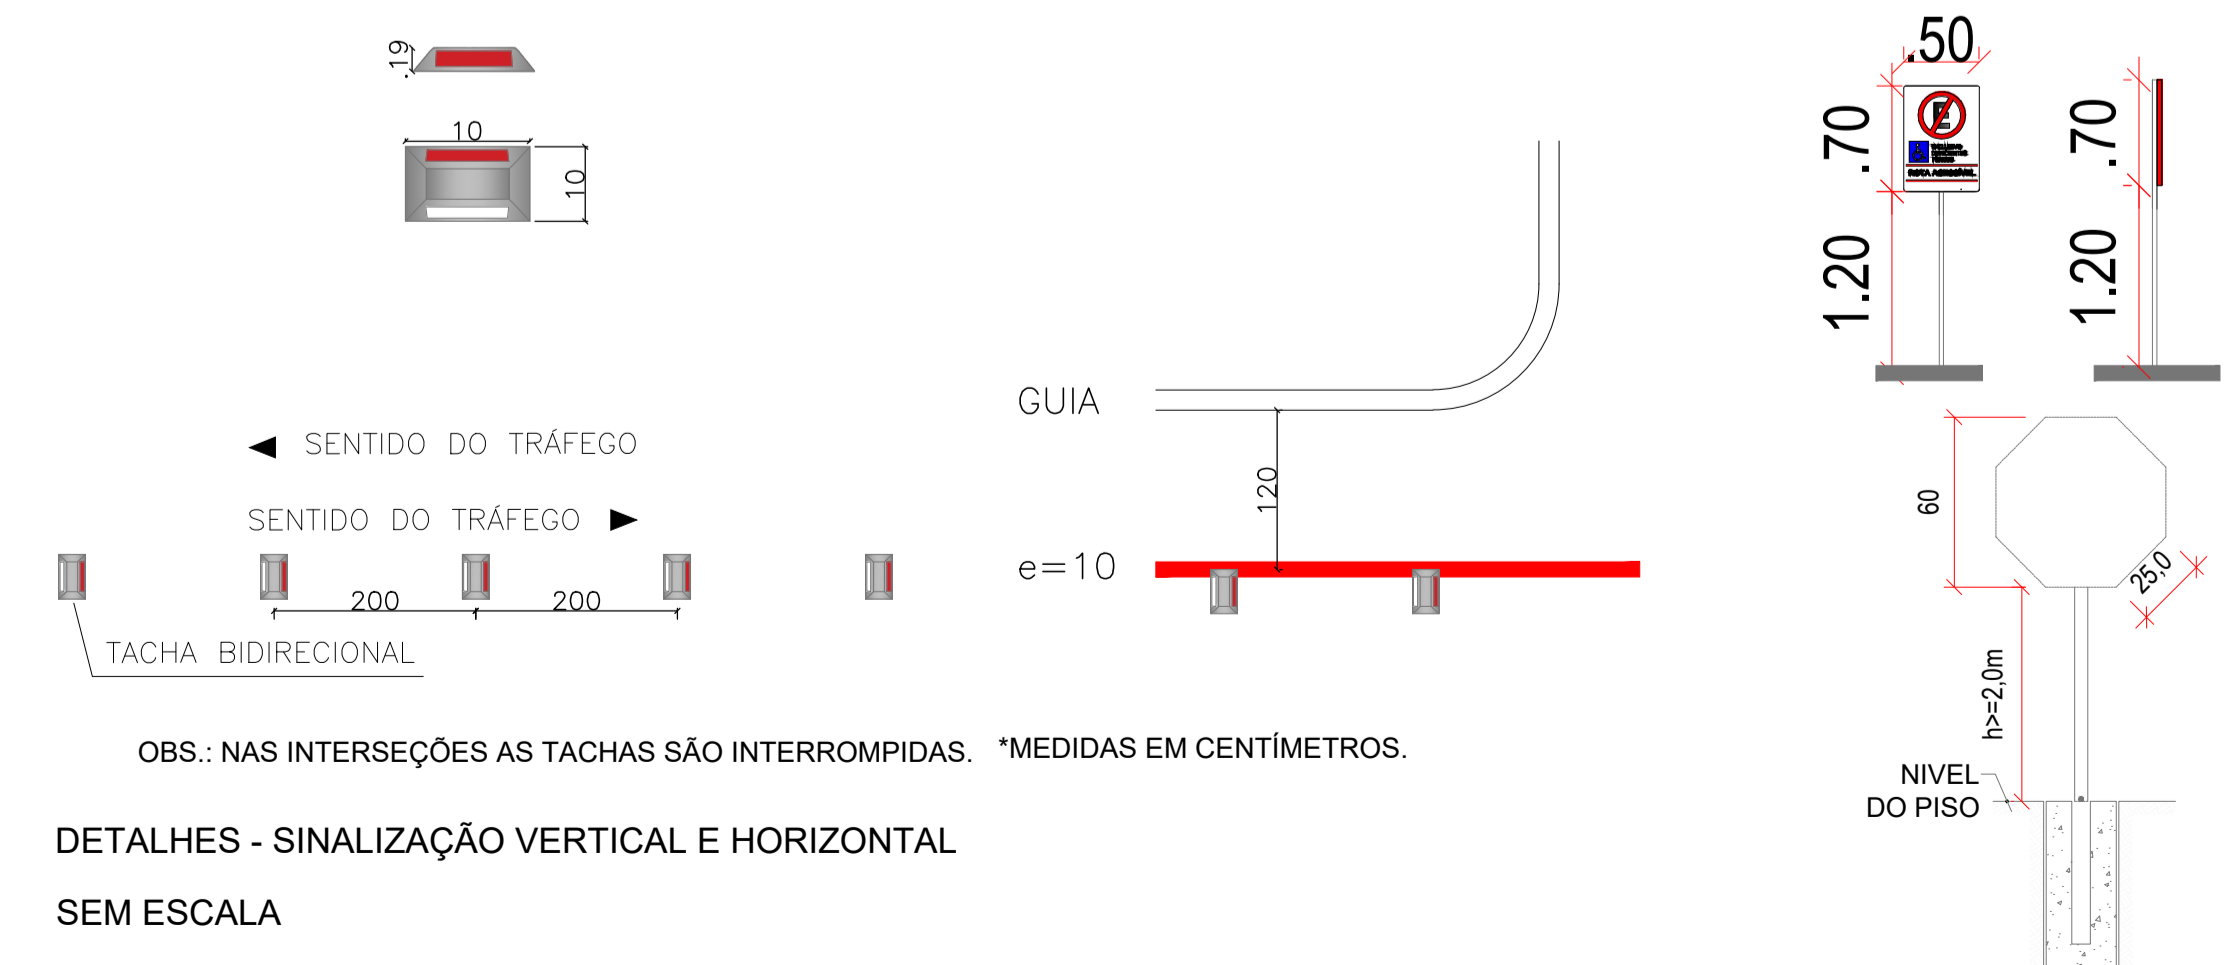 .19
10
10
.50
.70
1.20
.70
1.20
E
GUIA
120
e=10
SENTIDO DO TRÁFEGO
SENTIDO DO TRÁFEGO
200
200
TACHA BIDIRECIONAL
60
25,0
h>=2,0m
NIVEL
DO PISO
OBS.: NAS INTERSEÇÕES AS TACHAS SÃO INTERROMPIDAS.
*MEDIDAS EM CENTÍMETROS.
DETALHES - SINALIZAÇÃO VERTICAL E HORIZONTAL
SEM ESCALA